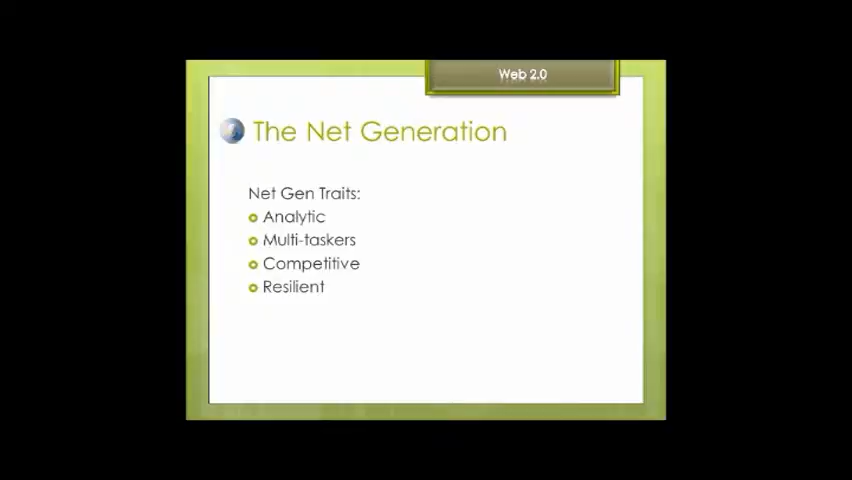 Web 2.0
The Net Generation
Net Gen Traits:
Analytic
Multi-taskers
Competitive
Resilient